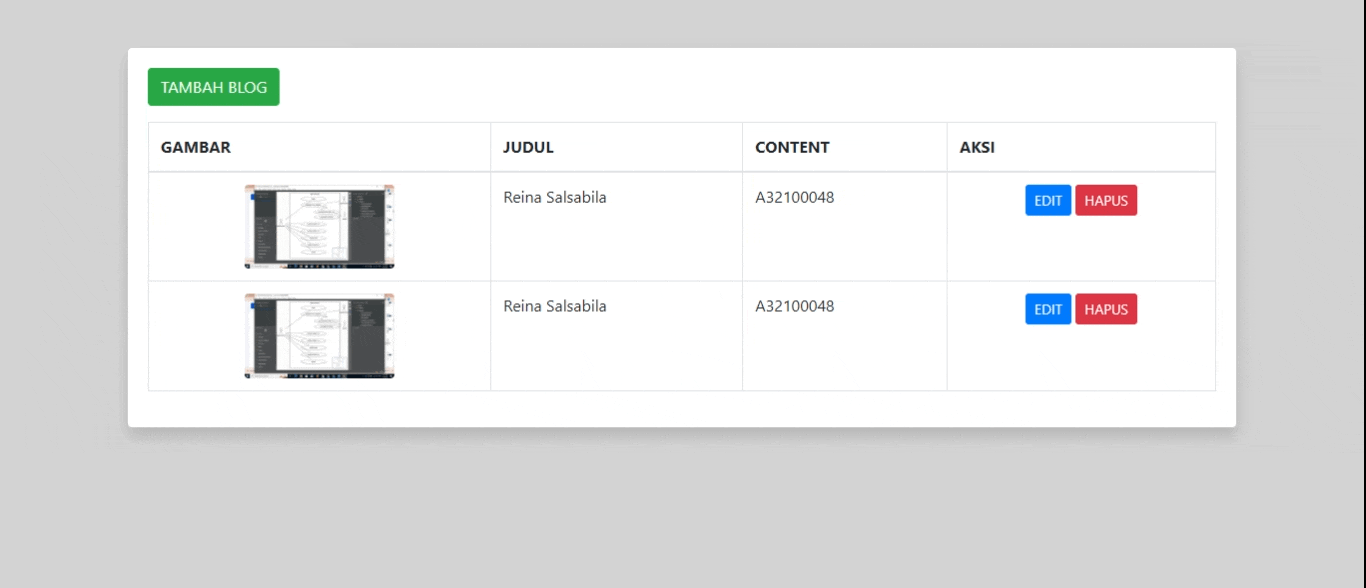 TAMBAH BLOG
GAMBAR JUDUL CONTENT AKSI
Reina Salsabila A32100048 EDIT HAPUS
Reina Salsabila A32100048 EDIT HAPUS